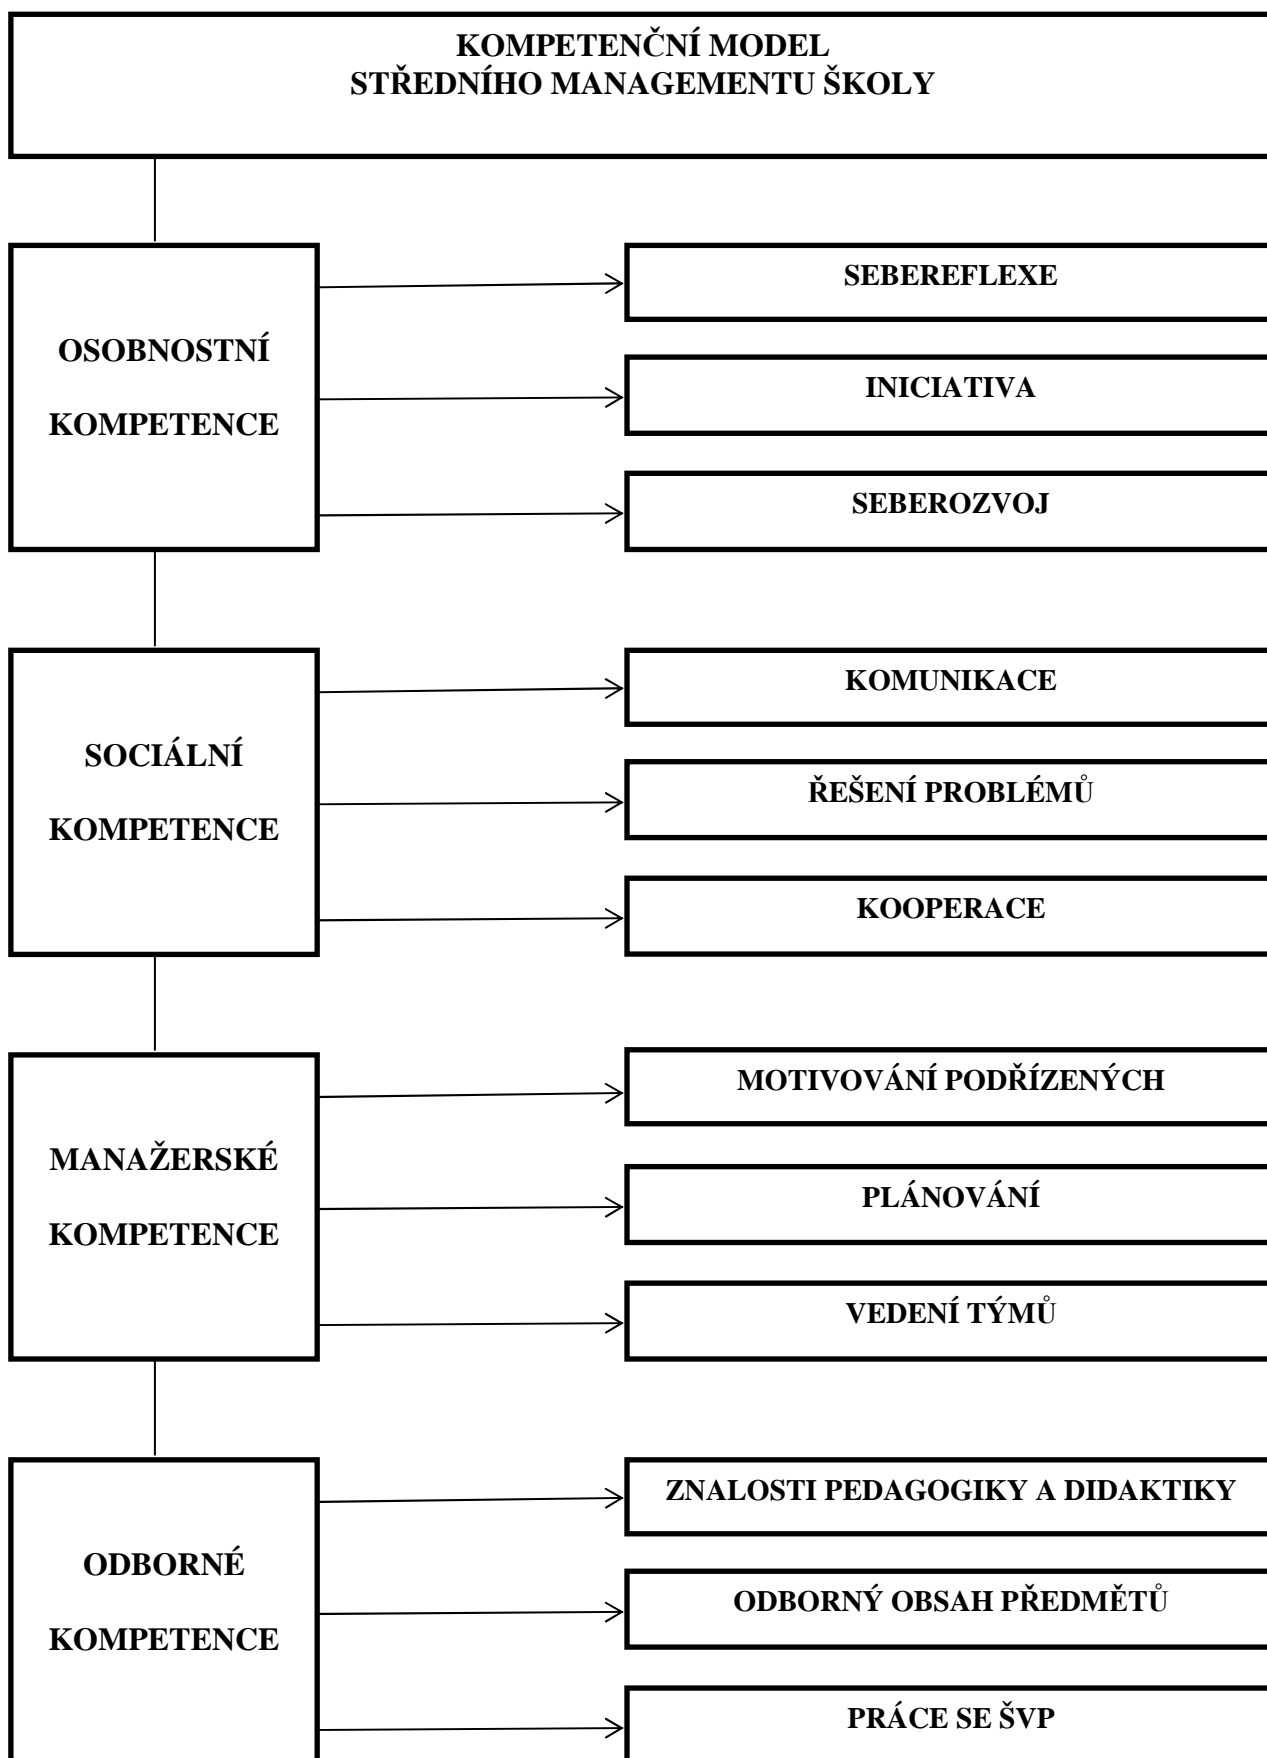 KOMPETENČNÍ MODEL
STŘEDNÍHO MANAGEMENTU ŠKOLY
OSOBNOSTNÍ
KOMPETENCE
SEBEREFLEXE
INICIATIVA
SEBEROZVOJ
SOCIÁLNÍ
KOMPETENCE
KOMUNIKACE
ŘEŠENÍ PROBLÉMŮ
KOOPERACE
MANAŽERSKÉ
KOMPETENCE
MOTIVOVÁNÍ PODŘÍZENÝCH
PLÁNOVÁNÍ
VEDENÍ TÝMŮ
ODBORNÉ
KOMPETENCE
ZNALOSTI PEDAGOGIKY A DIDAKTIKY
ODBORNÝ OBSAH PŘEDMĚTŮ
PRÁCE SE ŠVP